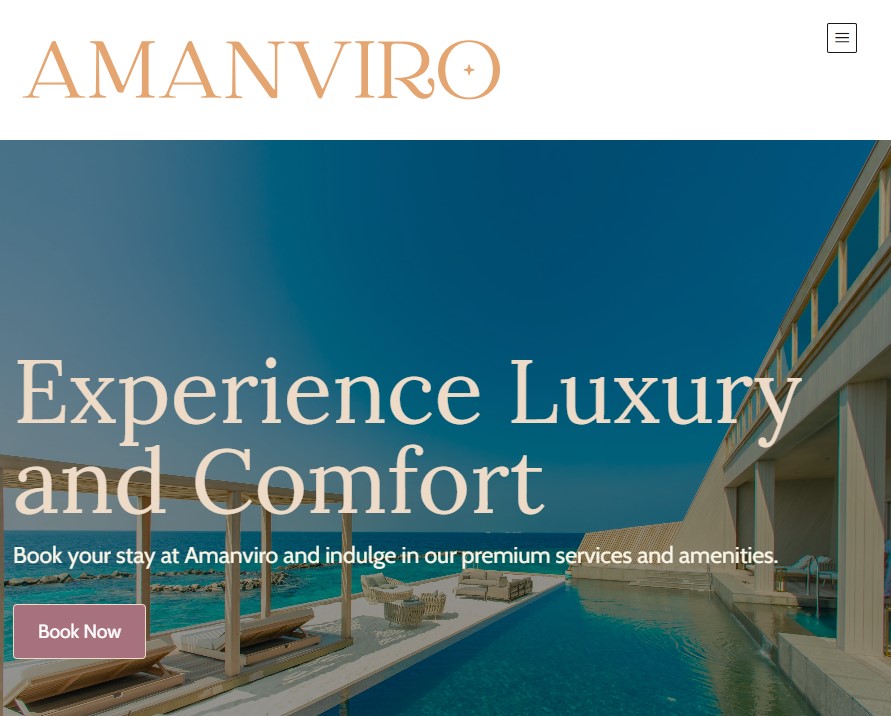 AMANVIRO
Experience Luxury
and Comfort
Book your stay at Amanviro and indulge in our premium services and amenities.
Book Now